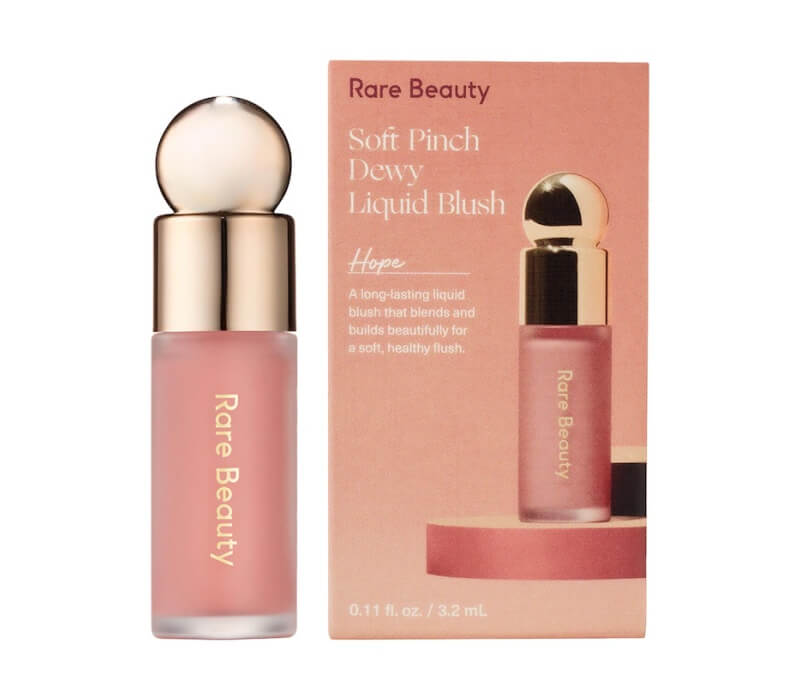 Rare Beauty
Rare Beauty
Soft Pinch
Dewy
Liquid Blush
Hope
A long-lasting liquid
blush that blends and
builds beautifully for
a soft, healthy flush.
Rare Beauty
0.11 fl. oz. / 3.2 mL